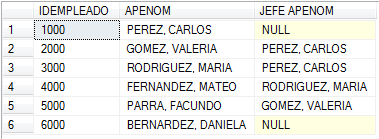 IDEMPLEADO APENOM JEFE APENOM
1 1000 PEREZ, CARLOS NULL
2 2000 GOMEZ, VALERIA PEREZ, CARLOS
3 3000 RODRIGUEZ, MARIA PEREZ, CARLOS
4 4000 FERNANDEZ, MATEO RODRIGUEZ, MARIA
5 5000 PARRA, FACUNDO GOMEZ, VALERIA
6 6000 BERNARDEZ, DANIELA NULL